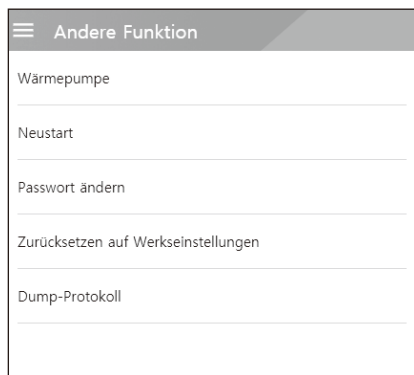 Andere Funktion
Wärmepumpe
Neustart
Passwort ändern
Zurücksetzen auf Werkseinstellungen
Dump-Protokoll